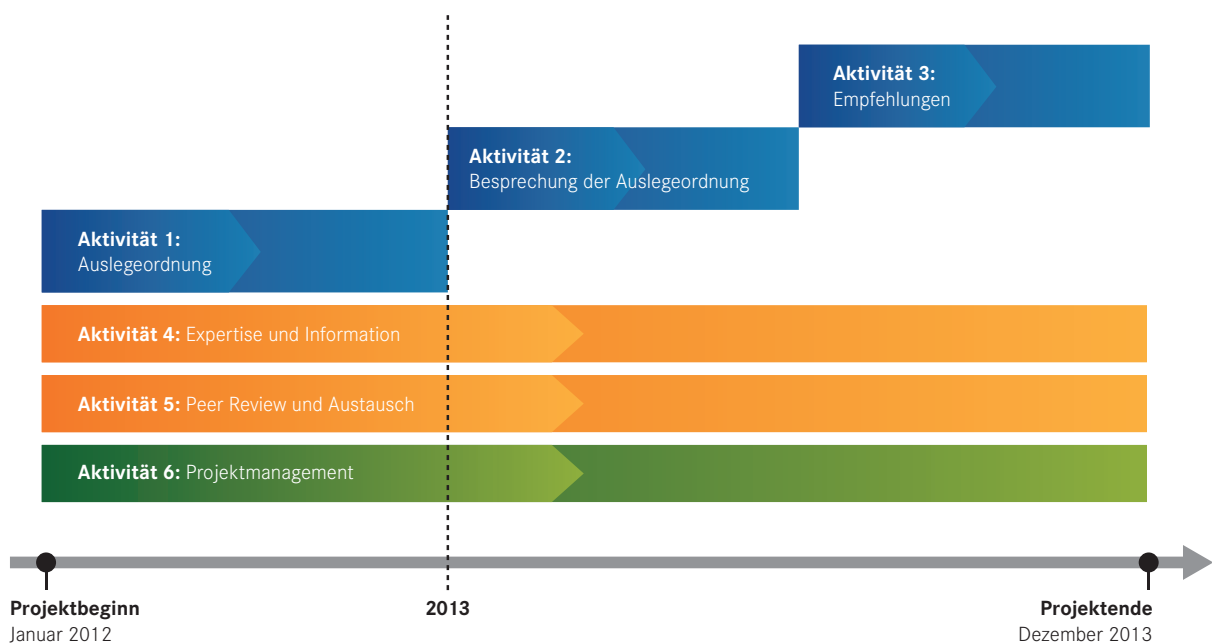 Aktivität 3:
Empfehlungen
Aktivität 2:
Besprechung der Auslegeordnung
Aktivität 1:
Auslegeordnung
Aktivität 4: Expertise und Information
Aktivität 5: Peer Review und Austausch
Aktivität 6: Projektmanagement
Projektbeginn
Januar 2012
2013
Projektende
Dezember 2013